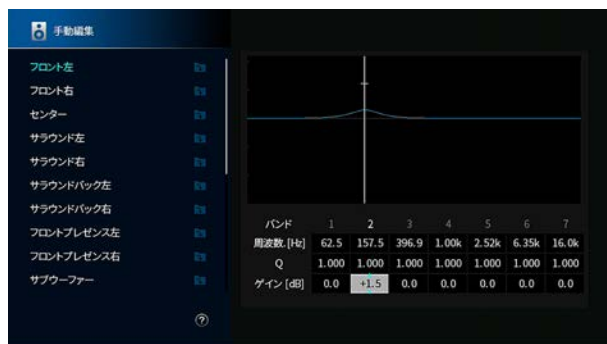 手動編集
フロント左
フロント右
センター
サラウンド左
サラウンド右
サラウンドバック左
サラウンドバック右
フロントプレゼンス左
フロントプレゼンス右
サブウーファー
?
バンド 1 2 3 4 5 6 7
周波数.[Hz] 62.5 157.5 396.9 1.00k 2.52k 6.35k 16.0k
Q 1.000 1.000 1.000 1.000 1.000 1.000 1.000
ゲイン [dB] 0.0 +1.5 0.0 0.0 0.0 0.0 0.0